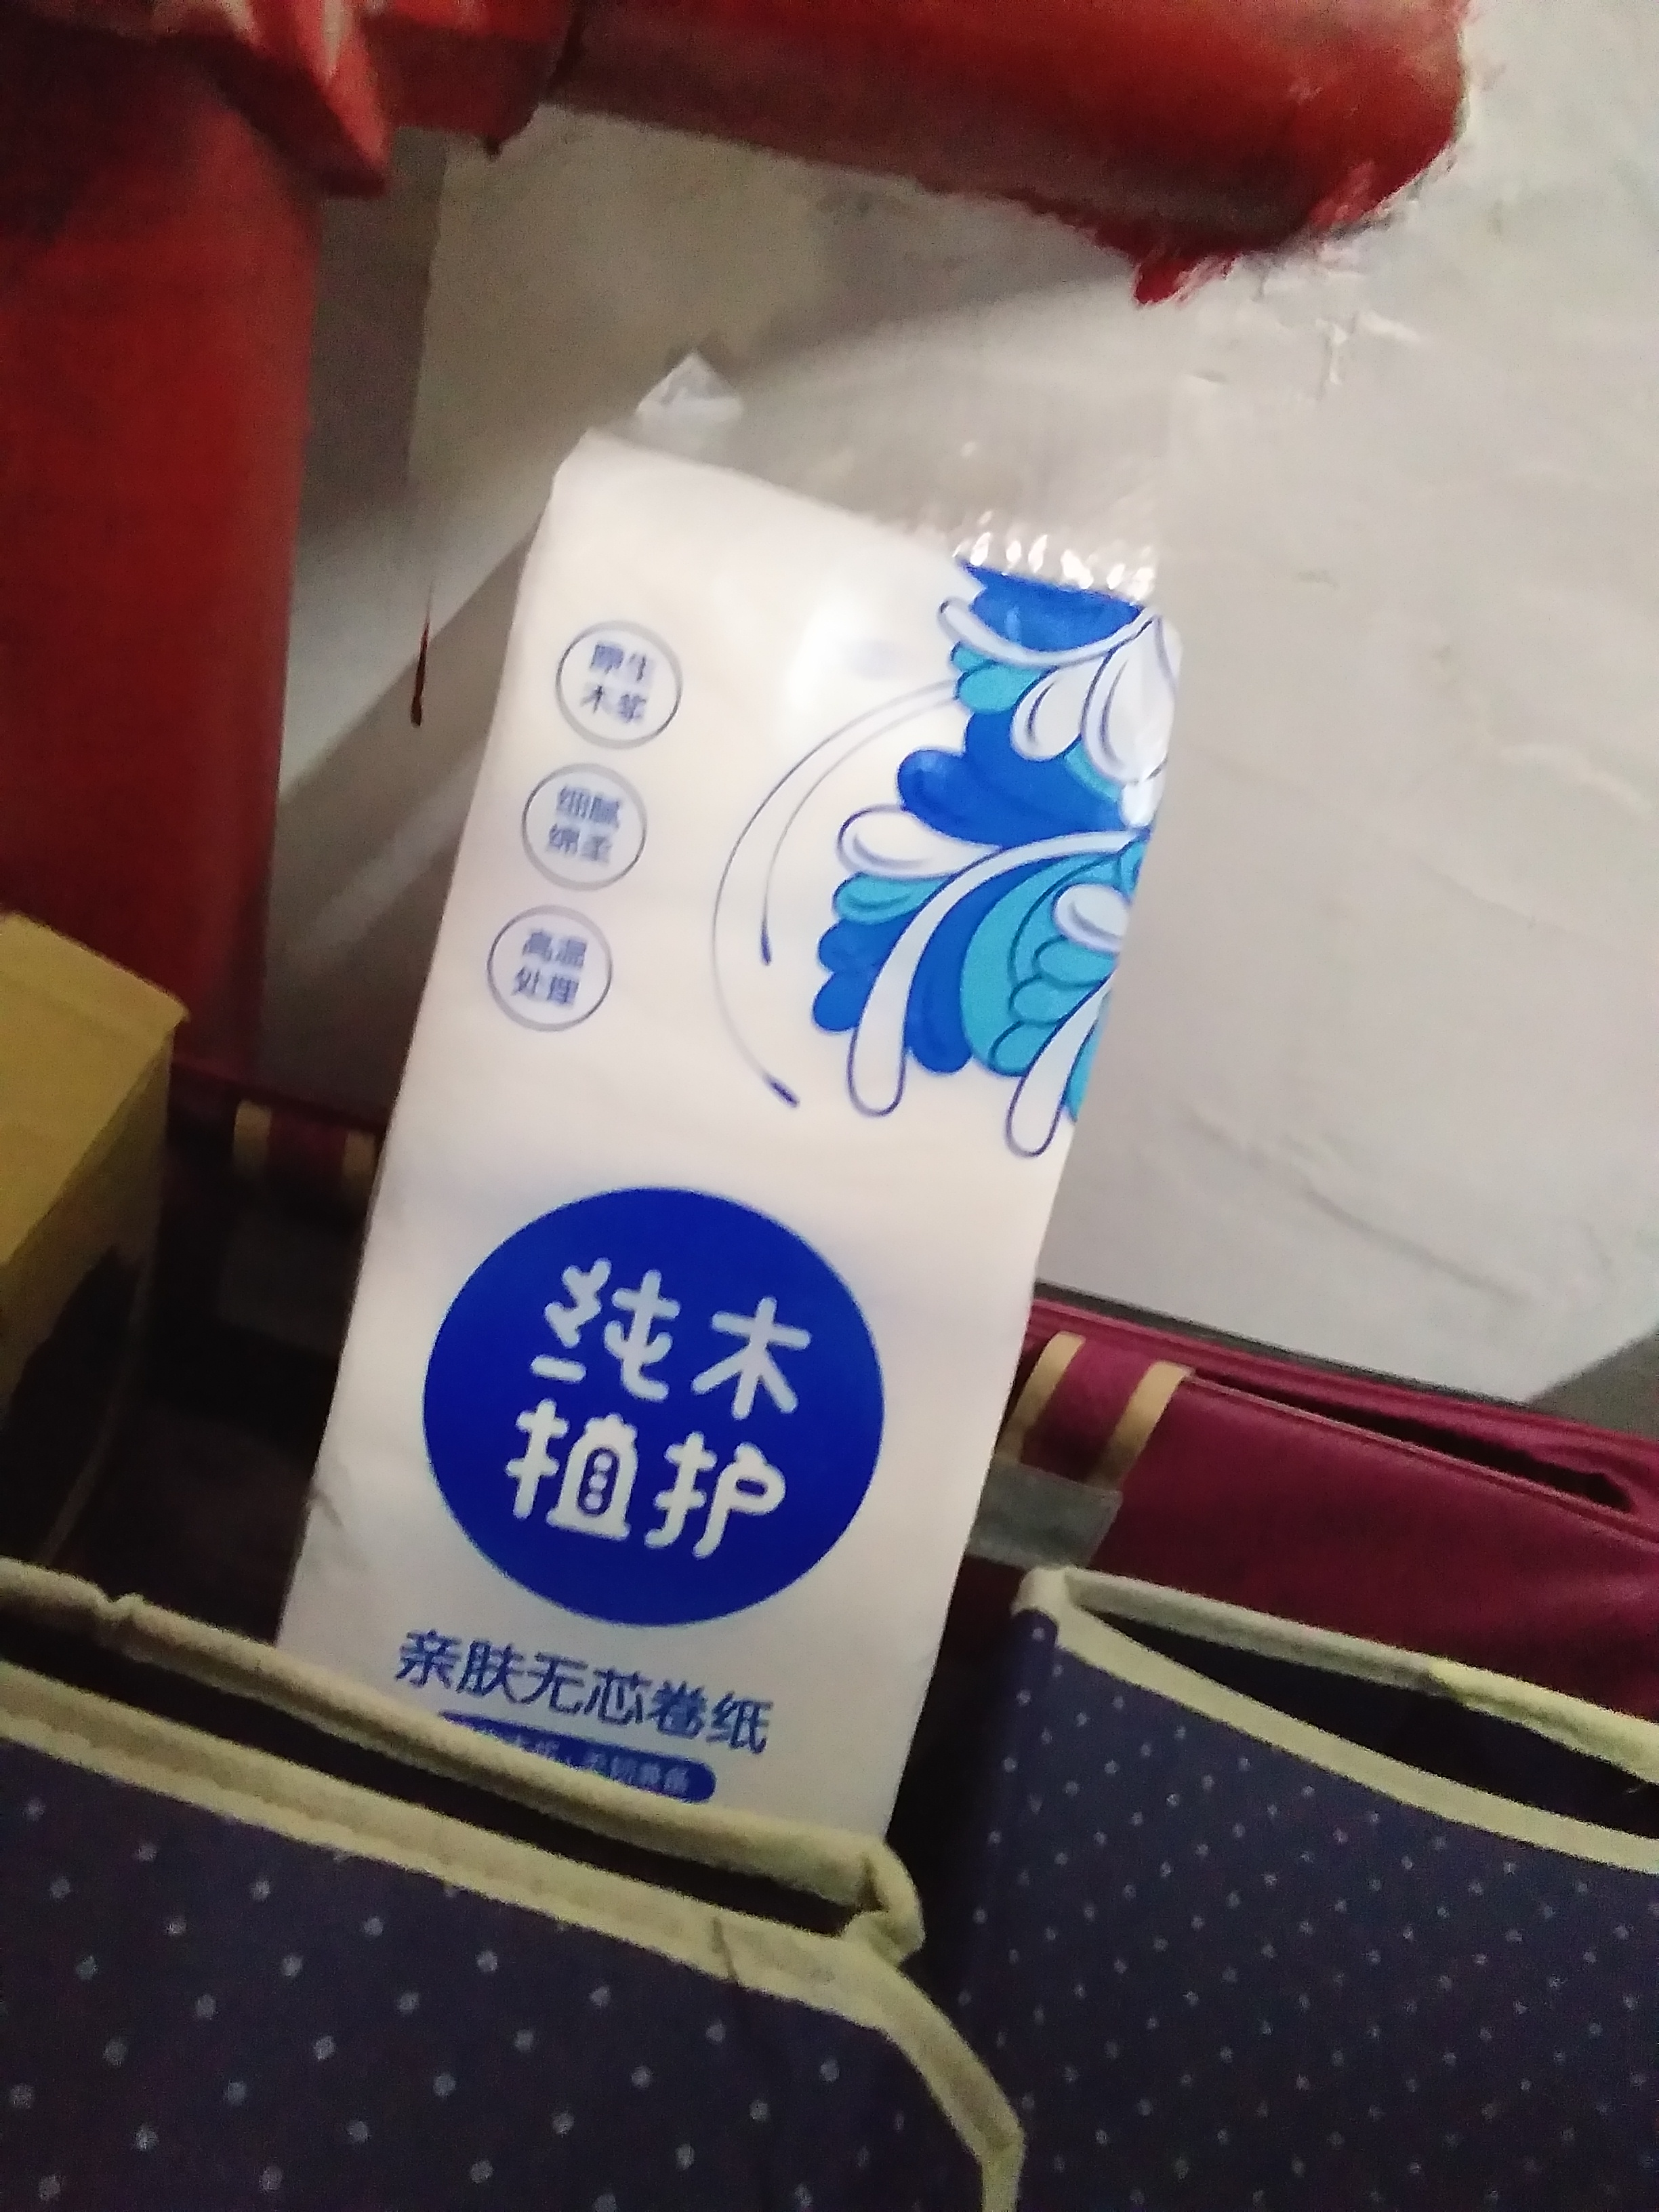 原生
木浆
细腻
绵柔
高温
处理
纯木
植护
亲肤无芯卷纸